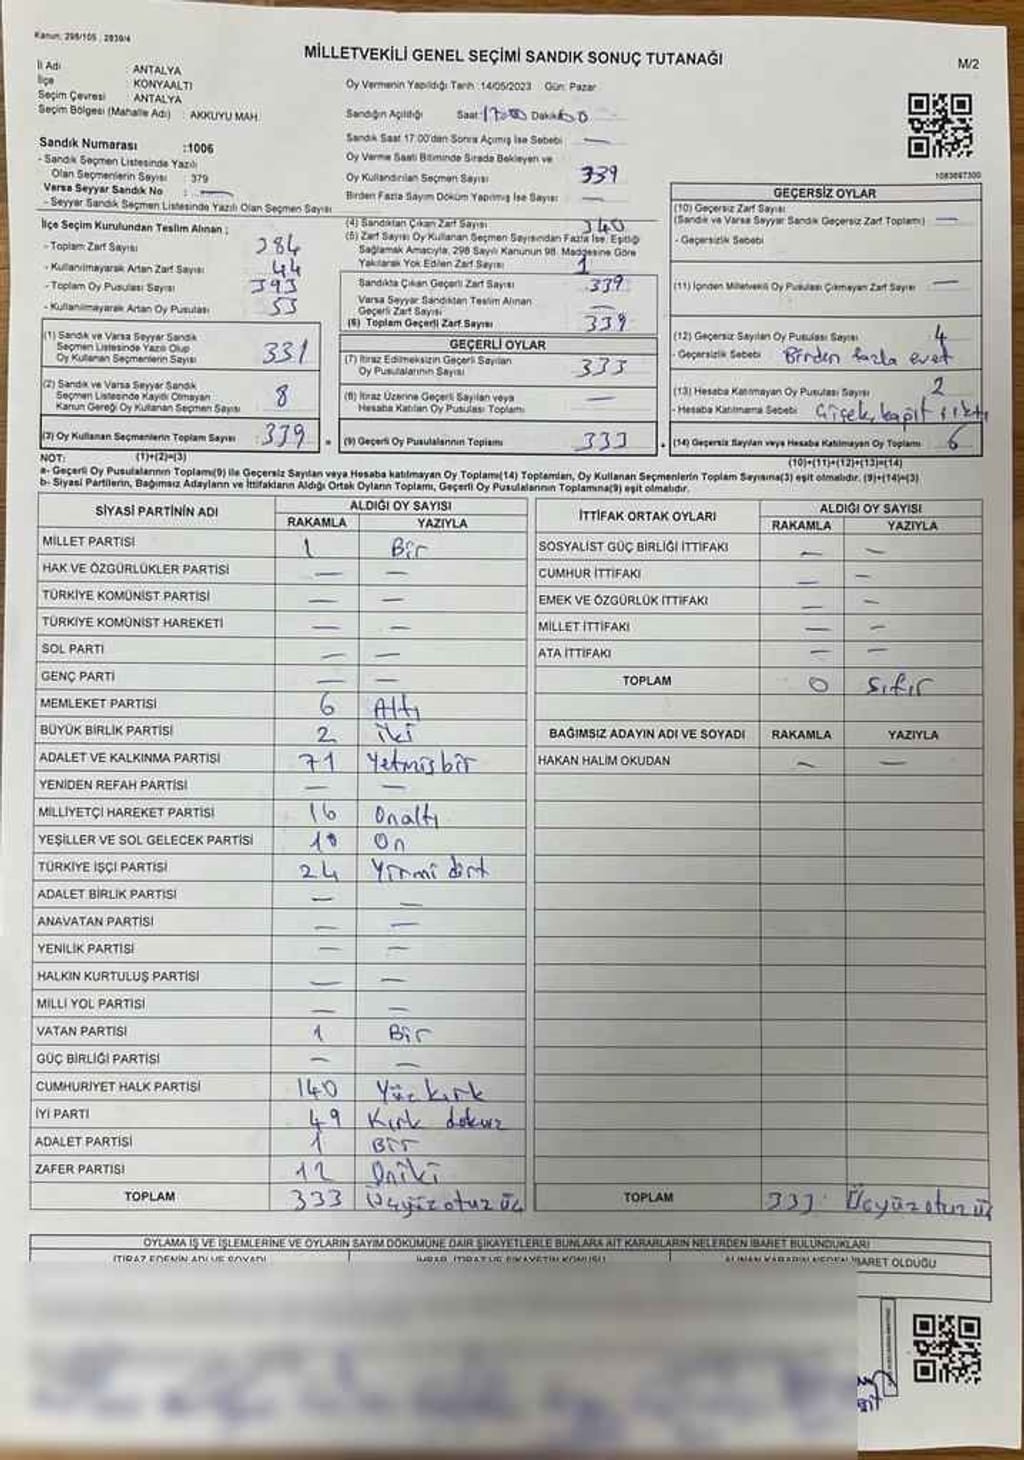 Kanun: 298/105 ; 2839/4
MİLLETVEKİLİ GENEL SEÇİMİ SANDIK SONUÇ TUTANAĞI
M/2
İl Adı : ANTALYA
İlçe : KONYAALTI
Seçim Çevresi : ANTALYA
Seçim Bölgesi (Mahalle Adı) : AKKUYU MAH.
Sandık Numarası :1006
- Sandık Seçmen Listesinde Yazılı
Olan Seçmenlerin Sayısı : 379
Varsa Seyyar Sandık No : —
- Seyyar Sandık Seçmen Listesinde Yazılı Olan Seçmen Sayısı
Oy Vermenin Yapıldığı Tarih :14/05/2023 Gün: Pazar
Sandığın Açıldığı Saat: 17:00 Dakika:
Sandık Saat 17:00'den Sonra Açılmış İse Sebebi —
Oy Verme Saati Bitiminde Sırada Bekleyen ve
Oy Kullandırılan Seçmen Sayısı 339
Birden Fazla Sayım Döküm Yapılmış İse Sayısı —
1083697300
İlçe Seçim Kurulundan Teslim Alınan ;
- Toplam Zarf Sayısı 384
- Kullanılmayarak Artan Zarf Sayısı 44
- Toplam Oy Pusulası Sayısı 393
- Kullanılmayarak Artan Oy Pusulası 53
(4) Sandıktan Çıkan Zarf Sayısı 340
(5) Zarf Sayısı Oy Kullanan Seçmen Sayısından Fazla İse, Eşitliği
Sağlamak Amacıyla, 298 Sayılı Kanunun 98. Maddesine Göre
Yakılarak Yok Edilen Zarf Sayısı 1
Sandıkta Çıkan Geçerli Zarf Sayısı 339
Varsa Seyyar Sandıktan Teslim Alınan
Geçerli Zarf Sayısı —
(6) Toplam Geçerli Zarf Sayısı 339
GEÇERSİZ OYLAR
(10) Geçersiz Zarf Sayısı
(Sandık ve Varsa Seyyar Sandık Geçersiz Zarf Toplamı) —
- Geçersizlik Sebebi
(11) İçinden Milletvekili Oy Pusulası Çıkmayan Zarf Sayısı —
(12) Geçersiz Sayılan Oy Pusulası Sayısı 4
- Geçersizlik Sebebi Birden fazla evet
(13) Hesaba Katılmayan Oy Pusulası Sayısı 2
- Hesaba Katılmama Sebebi kağıt
(14) Geçersiz Sayılan veya Hesaba Katılmayan Oy Toplamı 6
(10)+(11)+(12)+(13)=(14)
(1) Sandık ve Varsa Seyyar Sandık
Seçmen Listesinde Yazılı Olup
Oy Kullanan Seçmenlerin Sayısı 331
(2) Sandık ve Varsa Seyyar Sandık
Seçmen Listesinde Kayıtlı Olmayan
Kanun Gereği Oy Kullanan Seçmen Sayısı 8
(3) Oy Kullanan Seçmenlerin Toplam Sayısı 339 =
(1)+(2)=(3)
GEÇERLİ OYLAR
(7) İtiraz Edilmeksizin Geçerli Sayılan
Oy Pusulalarının Sayısı 333
(8) İtiraz Üzerine Geçerli Sayılan veya
Hesaba Katılan Oy Pusulası Toplamı —
(9) Geçerli Oy Pusulalarının Toplamı 333 +
NOT:
a- Geçerli Oy Pusulalarının Toplamı(9) ile Geçersiz Sayılan veya Hesaba katılmayan Oy Toplamı(14) Toplamları, Oy Kullanan Seçmenlerin Toplam Sayısına(3) eşit olmalıdır. (9)+(14)=(3)
b- Siyasi Partilerin, Bağımsız Adayların ve İttifakların Aldığı Ortak Oyların Toplamı, Geçerli Oy Pusulalarının Toplamına(9) eşit olmalıdır.
SİYASİ PARTİNİN ADI ALDIĞI OY SAYISI
RAKAMLA YAZIYLA
MİLLET PARTİSİ 1 Bir
HAK VE ÖZGÜRLÜKLER PARTİSİ — —
TÜRKİYE KOMÜNİST PARTİSİ — —
TÜRKİYE KOMÜNİST HAREKETİ — —
SOL PARTİ — —
GENÇ PARTİ — —
MEMLEKET PARTİSİ 6 Altı
BÜYÜK BİRLİK PARTİSİ 2 iki
ADALET VE KALKINMA PARTİSİ 71 Yetmişbir
YENİDEN REFAH PARTİSİ — —
MİLLİYETÇİ HAREKET PARTİSİ 16 Onaltı
YEŞİLLER VE SOL GELECEK PARTİSİ 10 On
TÜRKİYE İŞÇİ PARTİSİ 24 Yirmi dört
ADALET BİRLİK PARTİSİ — —
ANAVATAN PARTİSİ — —
YENİLİK PARTİSİ — —
HALKIN KURTULUŞ PARTİSİ — —
MİLLİ YOL PARTİSİ — —
VATAN PARTİSİ 1 Bir
GÜÇ BİRLİĞİ PARTİSİ — —
CUMHURİYET HALK PARTİSİ 140 Yüz kırk
İYİ PARTİ 49 Kırk dokuz
ADALET PARTİSİ 1 Bir
ZAFER PARTİSİ 12 Oniki
TOPLAM 333 Üçyüz otuz üç
İTTİFAK ORTAK OYLARI ALDIĞI OY SAYISI
RAKAMLA YAZIYLA
SOSYALİST GÜÇ BİRLİĞİ İTTİFAKI — —
CUMHUR İTTİFAKI — —
EMEK VE ÖZGÜRLÜK İTTİFAKI — —
MİLLET İTTİFAKI — —
ATA İTTİFAKI — —
TOPLAM 0 Sıfır
BAĞIMSIZ ADAYIN ADI VE SOYADI RAKAMLA YAZIYLA
HAKAN HALİM OKUDAN — —
TOPLAM 333 Üçyüz otuz üç
OYLAMA İŞ VE İŞLEMLERİNE VE OYLARIN SAYIM DÖKÜMÜNE DAİR ŞİKAYETLERLE BUNLARA AİT KARARLARIN NELERDEN İBARET BULUNDUKLARI
İTİRAZ EDENİN ADI VE SOYADI İHBAR, İTİRAZ VE ŞİKAYETİN KONUSU ALINAN KARARIN NEDEN İBARET OLDUĞU